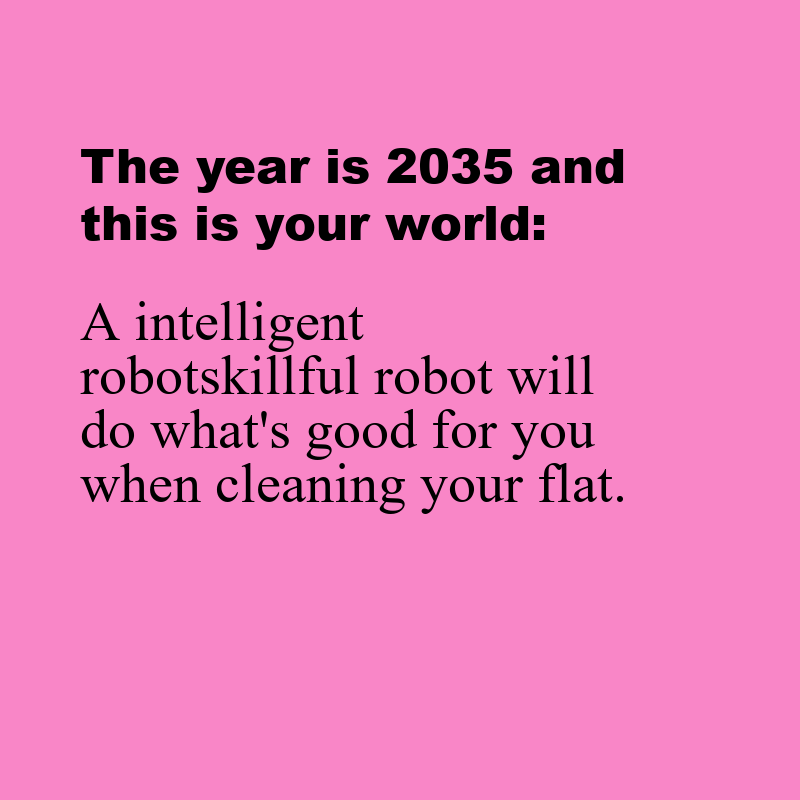 The year is 2035 and
this is your world:
A intelligent
robotskillful robot will
do what's good for you
when cleaning your flat.